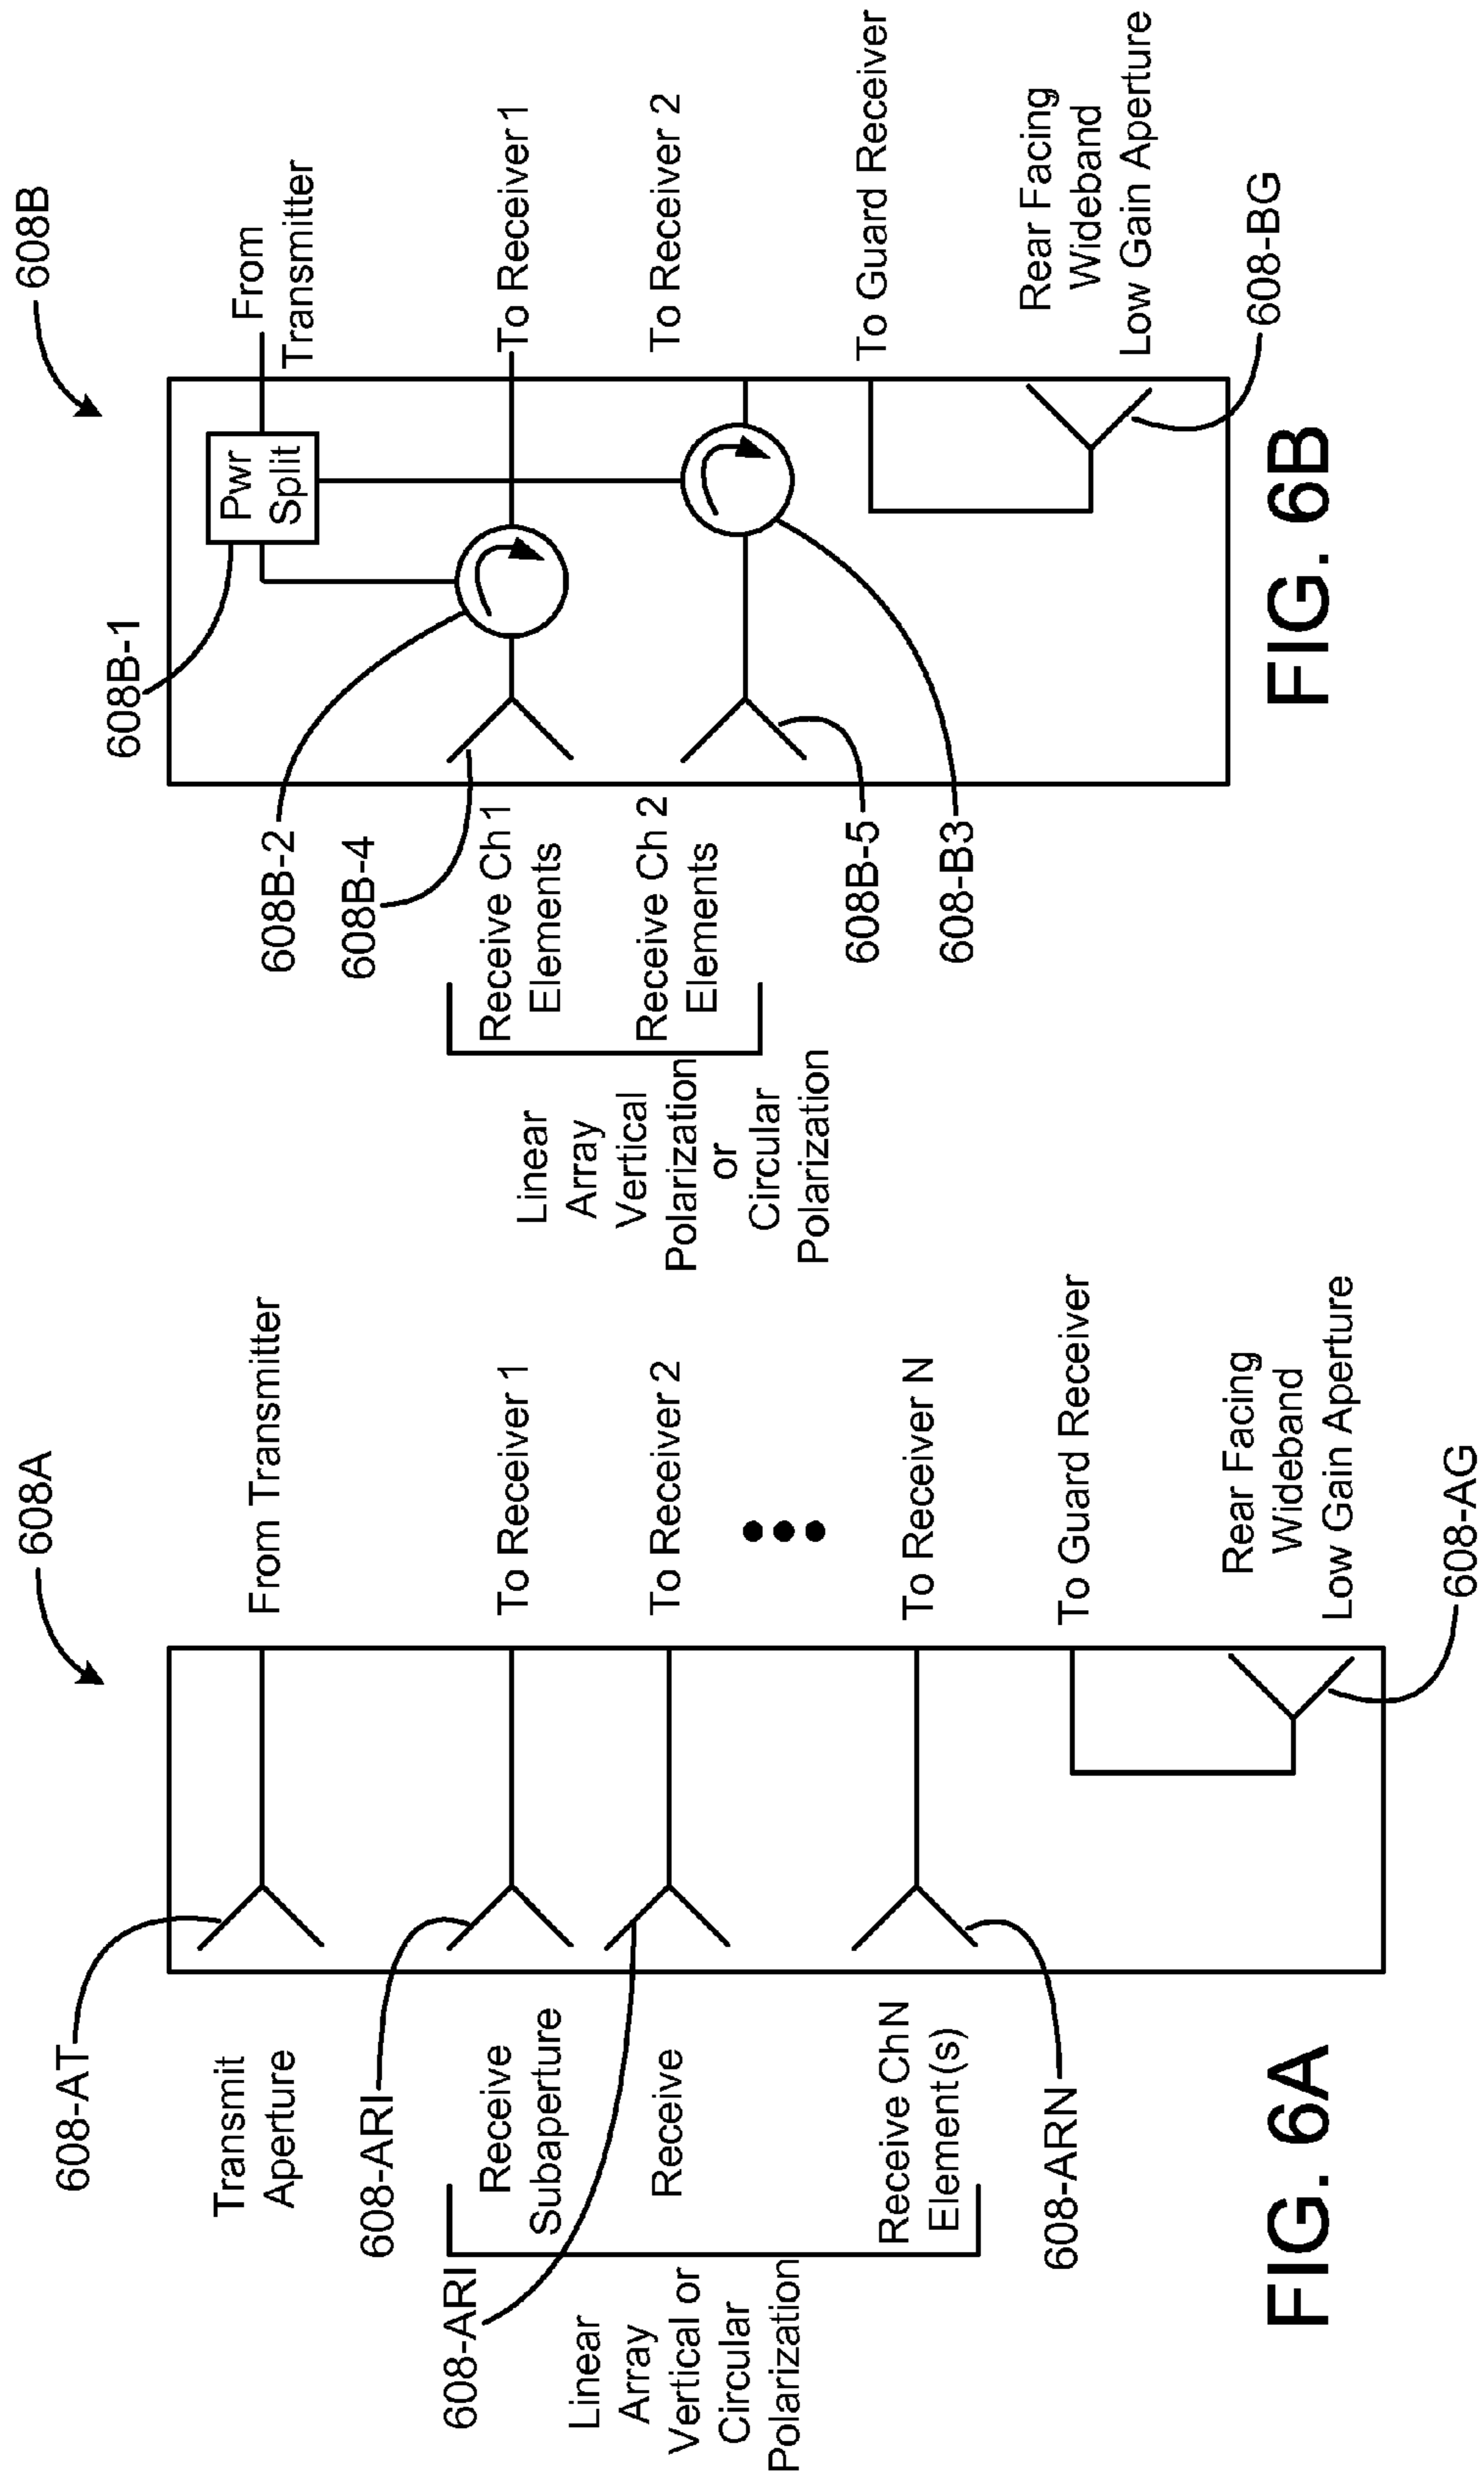 608A
608-AT
Transmit
Aperture
From Transmitter
608-ARI
Receive
Subaperture
To Receiver 1
608-ARI
Receive
To Receiver 2
Linear
Array
Vertical or
Circular
Polarization
Receive ChN
Element(s)
To Receiver N
608-ARN
To Guard Receiver
Rear Facing
Wideband
Low Gain Aperture
608-AG
FIG. 6A
608B
608B-1
Pwr
Split
From
Transmitter
608B-2
608B-4
Receive Ch 1
Elements
To Receiver 1
Receive Ch 2
Elements
To Receiver 2
Linear
Array
Vertical
Polarization
or
Circular
Polarization
608B-5
608-B3
To Guard Receiver
Rear Facing
Wideband
Low Gain Aperture
608-BG
FIG. 6B